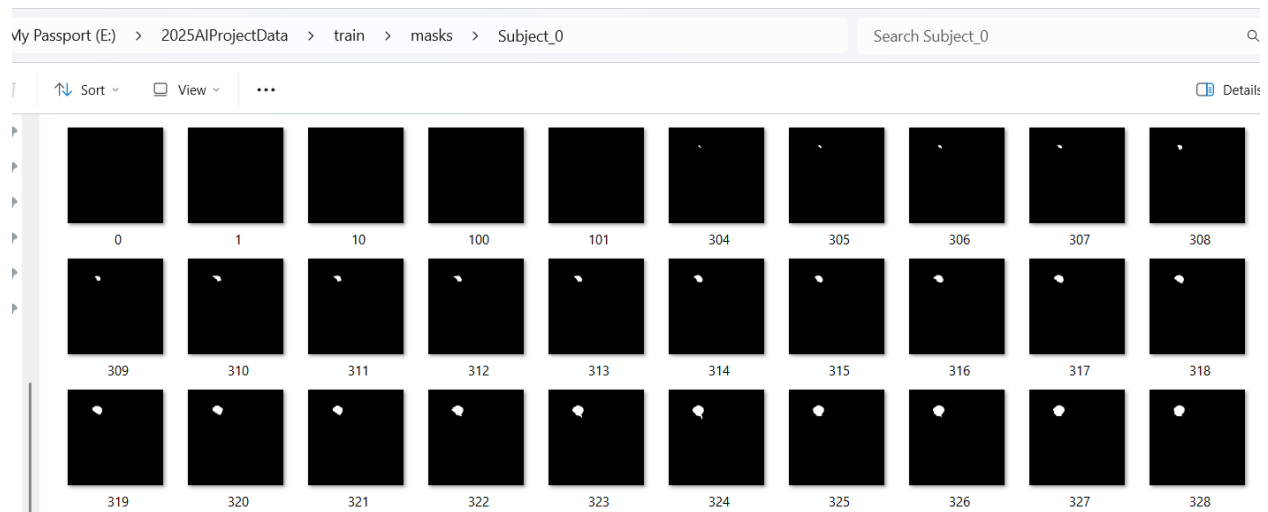 My Passport (E:) > 2025AIProjectData > train > masks > Subject_0 Search Subject_0
Sort View ••• Details
0 1 10 100 101 304 305 306 307 308
309 310 311 312 313 314 315 316 317 318
319 320 321 322 323 324 325 326 327 328